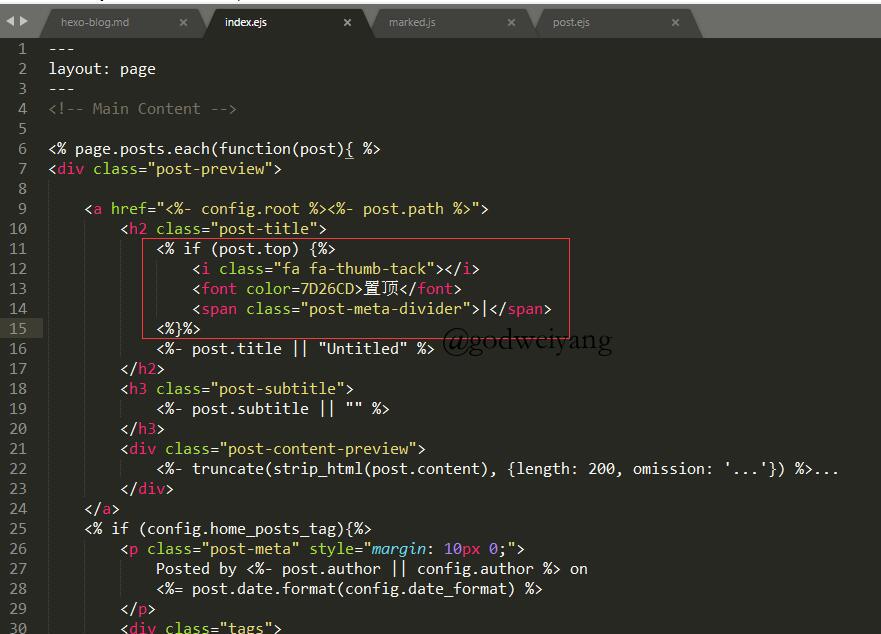 hexo-blog.md × index.ejs × marked.js × post.ejs ×
1 ---
2 layout: page
3 ---
4 <!-- Main Content -->
5
6 <% page.posts.each(function(post){ %>
7 <div class="post-preview">
8
9 <a href="<%- config.root %><%- post.path %>">
10 <h2 class="post-title">
11 <% if (post.top) {%>
12 <i class="fa fa-thumb-tack"></i>
13 <font color=7D26CD>置顶</font>
14 <span class="post-meta-divider">|</span>
15 <%}%>
16 <%- post.title || "Untitled" %>
@godweiyang
17 </h2>
18 <h3 class="post-subtitle">
19 <%- post.subtitle || "" %>
20 </h3>
21 <div class="post-content-preview">
22 <%- truncate(strip_html(post.content), {length: 200, omission: '...'}) %>...
23 </div>
24 </a>
25 <% if (config.home_posts_tag){%>
26 <p class="post-meta" style="margin: 10px 0;">
27 Posted by <%- post.author || config.author %> on
28 <%= post.date.format(config.date_format) %>
29 </p>
30 <div class="tags">